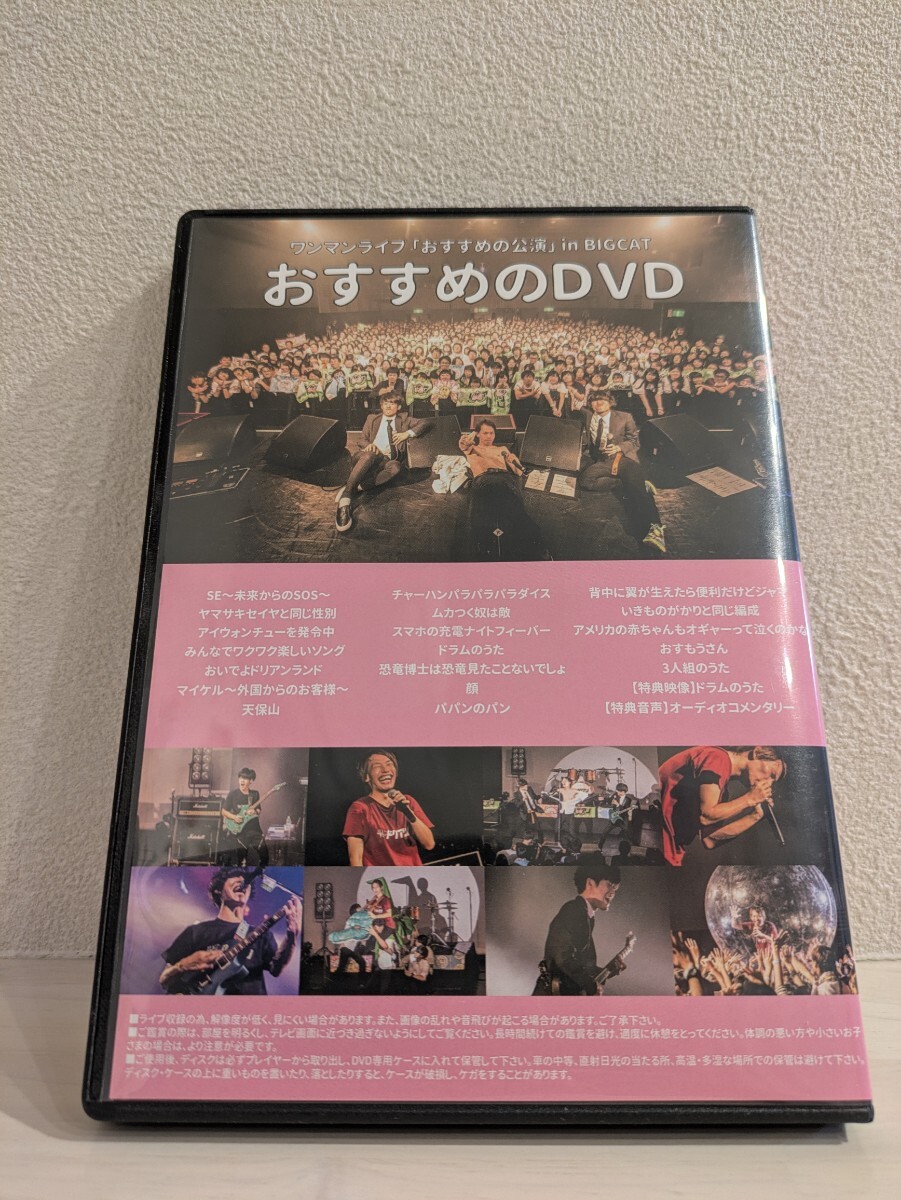 ワンマンライブ「おすすめの公演」in BIGCAT
おすすめのDVD
SE〜未来からのSOS〜
ヤマサキセイヤと同じ性別
アイウォンチューを発令中
みんなでワクワク楽しいソング
おいでよドリアンランド
マイケル〜外国からのお客様〜
天保山
チャーハンパラパラパラダイス
ムカつく奴は敵
スマホの充電ナイトフィーバー
ドラムのうた
恐竜博士は恐竜見たことないでしょ
顔
パパンのパン
背中に翼が生えたら便利だけどジャマ
いきものがかりと同じ編成
アメリカの赤ちゃんもオギャーって泣くのかな
おすもうさん
3人組のうた
【特典映像】ドラムのうた
【特典音声】オーディオコメンタリー
Marshall
Marshall
■ライブ収録の為、解像度が低く、見にくい場合があります。また、画像の乱れや音飛びが起こる場合があります。ご了承下さい。
■ご鑑賞の際は、部屋を明るくし、テレビ画面に近づき過ぎないようにしてご覧ください。長時間続けての鑑賞を避け、適度に休憩をとってください。体調の悪い方や小さいお子
さまの場合は、より注意が必要です。
■ご使用後、ディスクは必ずプレイヤーから取り出し、DVD専用ケースに入れて保管して下さい。車の中等、直射日光の当たる所、高温・多湿な場所での保管は避けて下さい。
ディスク・ケースの上に重いものを置いたり、落としたりすると、ケースが破損し、ケガをすることがあります。